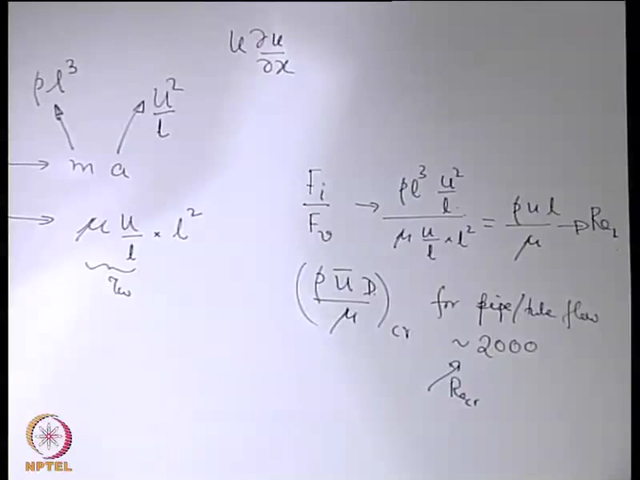 u ∂u/∂x
ρl³ u²/l
→ m a
→ μ u/l × l²
τw
Fi/Fv → ρl³ u²/l / μ u/l × l² = ρul/μ → Reₗ
(ρ ū D/μ)cr for pipe/tube flow
~2000
Recr
NPTEL